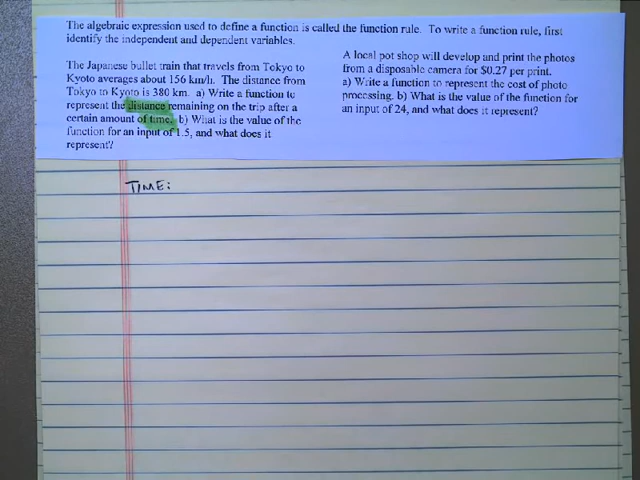 The algebraic expression used to define a function is called the function rule. To write a function rule, first
identify the independent and dependent variables.
The Japanese bullet train that travels from Tokyo to
Kyoto averages about 156 km/h. The distance from
Tokyo to Kyoto is 380 km. a) Write a function to
represent the distance remaining on the trip after a
certain amount of time. b) What is the value of the
function for an input of 1.5, and what does it
represent?
A local pot shop will develop and print the photos
from a disposable camera for $0.27 per print.
a) Write a function to represent the cost of photo
processing. b) What is the value of the function for
an input of 24, and what does it represent?
TIME: